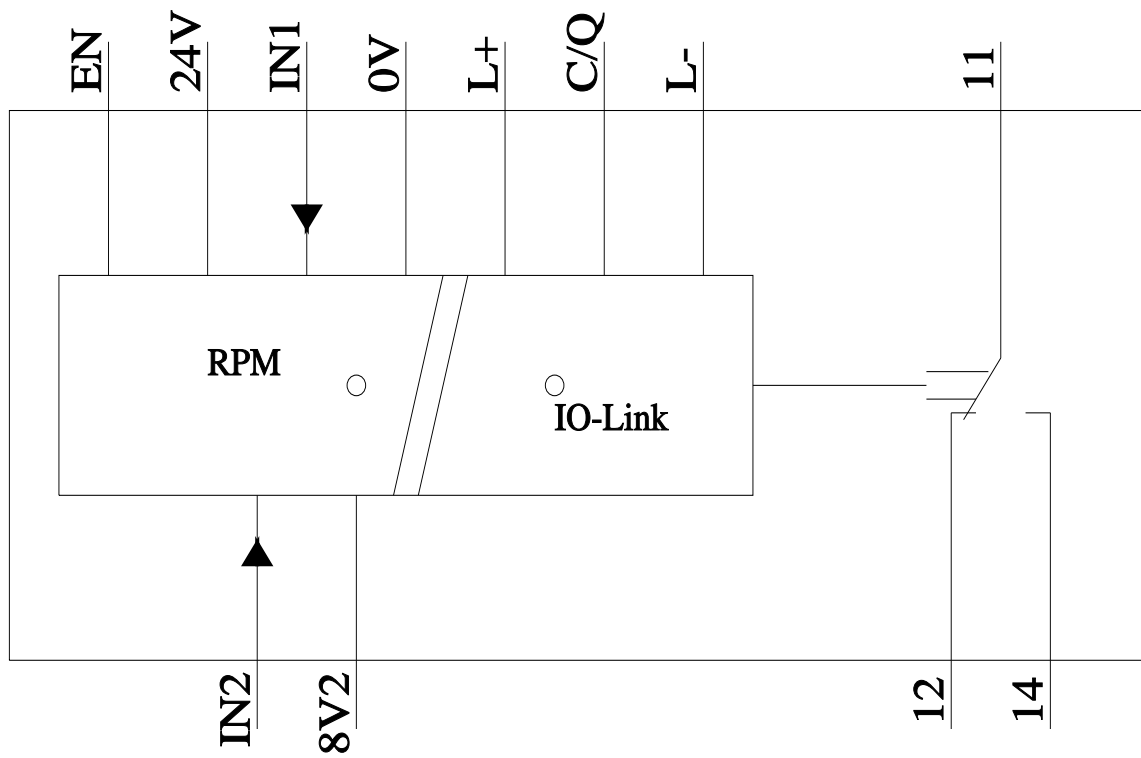 EN
24V
IN1
0V
L+
C/Q
L-
11
RPM
IO-Link
IN2
8V2
12
14